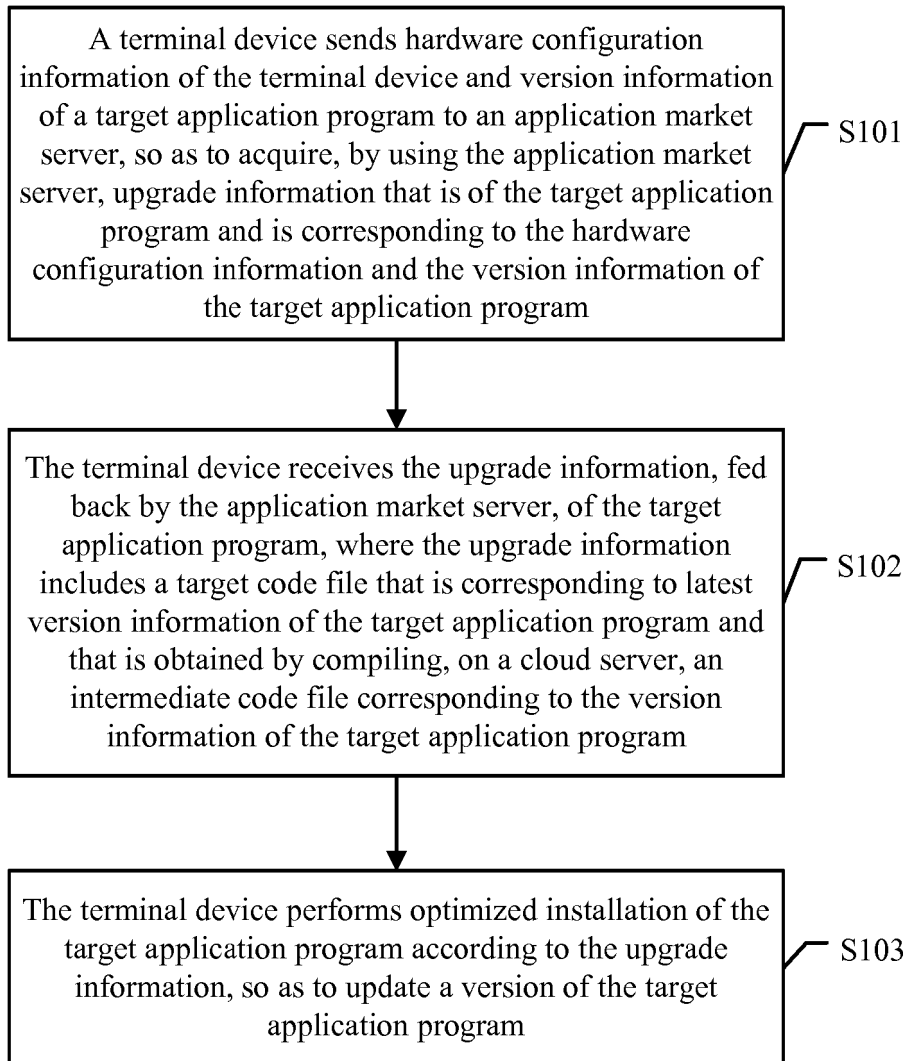 A terminal device sends hardware configuration
information of the terminal device and version information
of a target application program to an application market
server, so as to acquire, by using the application market
server, upgrade information that is of the target application
program and is corresponding to the hardware
configuration information and the version information of
the target application program
S101
The terminal device receives the upgrade information, fed
back by the application market server, of the target
application program, where the upgrade information
includes a target code file that is corresponding to latest
version information of the target application program and
that is obtained by compiling, on a cloud server, an
intermediate code file corresponding to the version
information of the target application program
S102
The terminal device performs optimized installation of the
target application program according to the upgrade
information, so as to update a version of the target
application program
S103